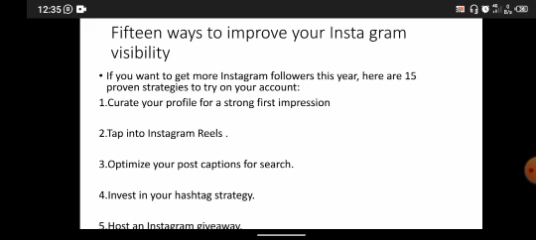 12:35
Fifteen ways to improve your Insta gram
visibility
• If you want to get more Instagram followers this year, here are 15
proven strategies to try on your account:
1.Curate your profile for a strong first impression
2.Tap into Instagram Reels .
3.Optimize your post captions for search.
4.Invest in your hashtag strategy.
5.Host an Instagram giveaway.